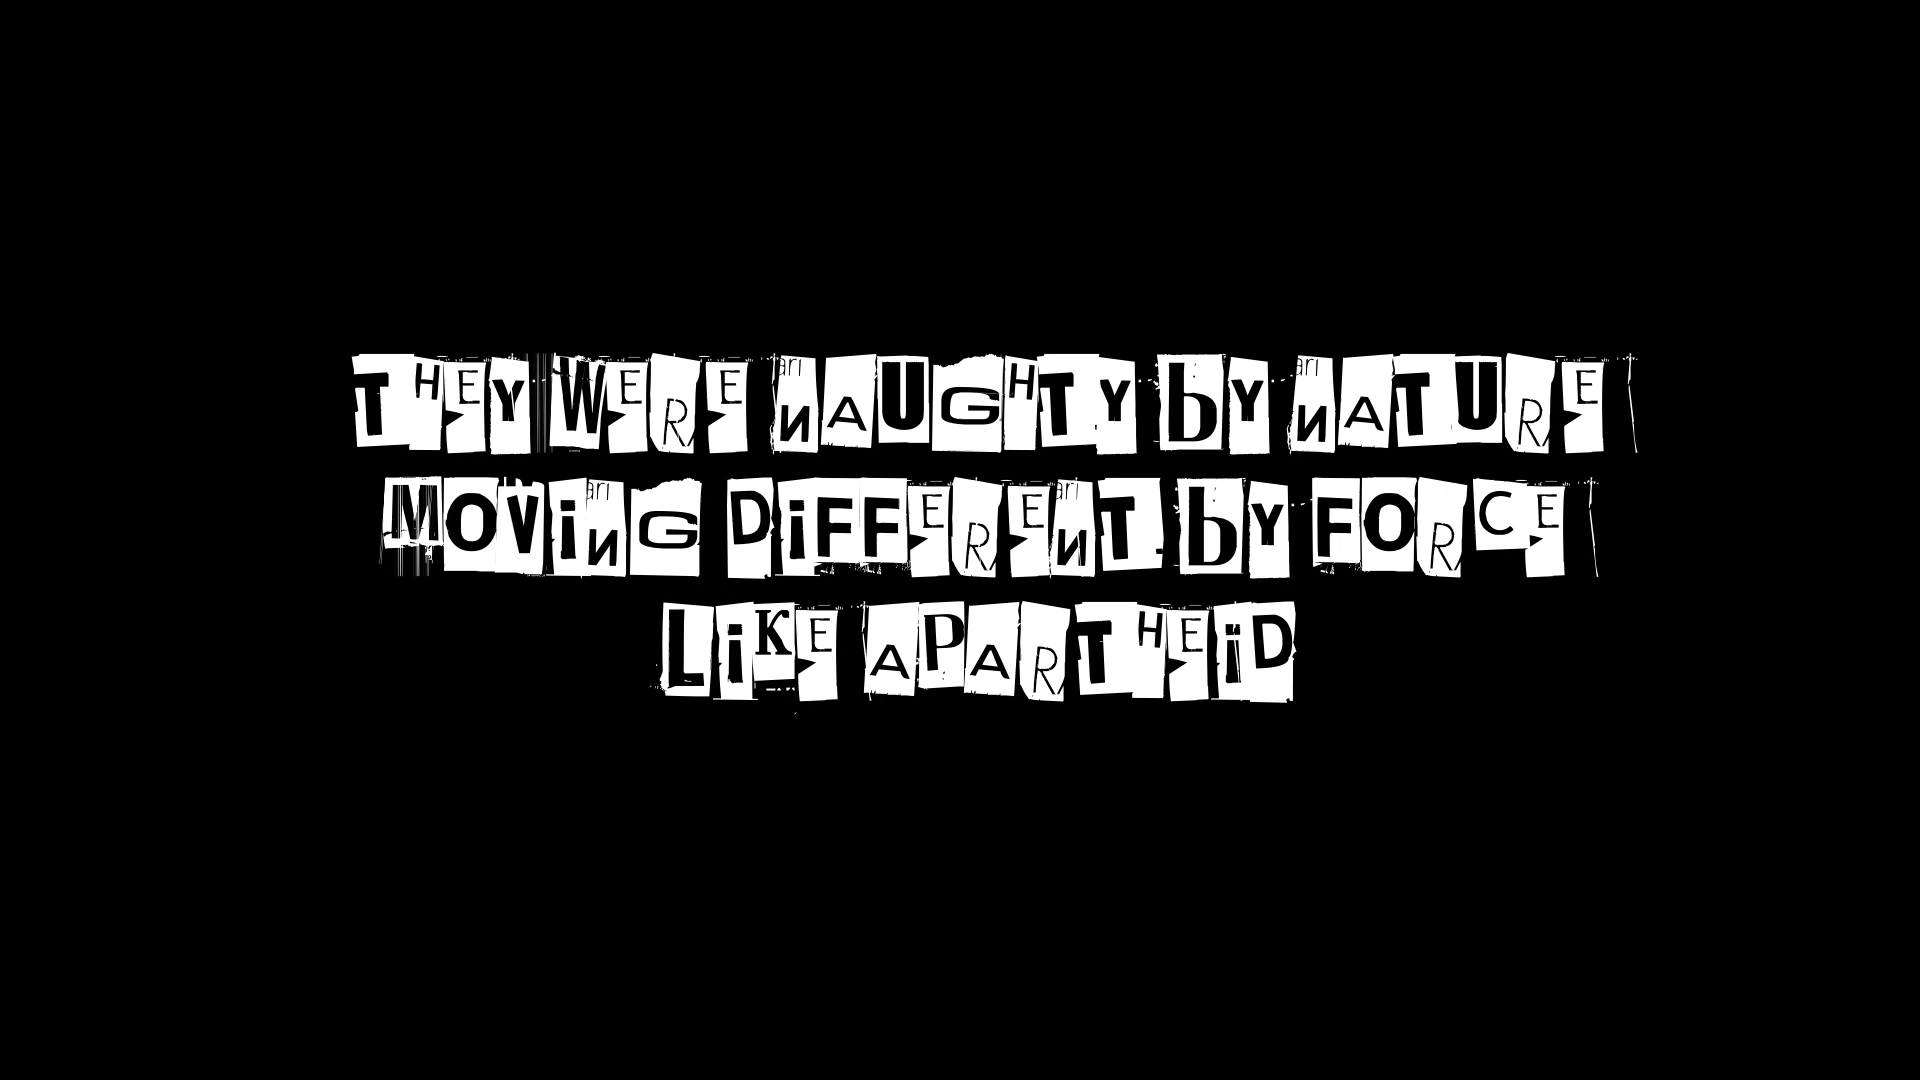 THEY WERE NAUGHTY BY NATURE
MOViNG DiFFERENT BY FORCE
LiKE APARTHEiD